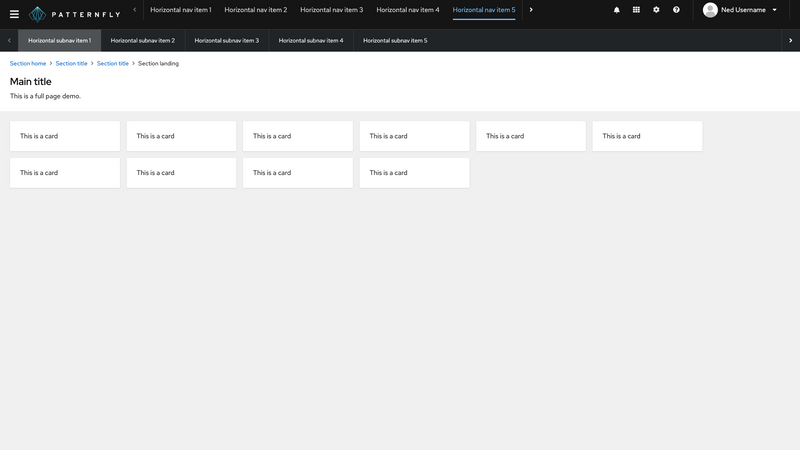 PATTERNFLY Horizontal nav item 1 Horizontal nav item 2 Horizontal nav item 3 Horizontal nav item 4 Horizontal nav item 5 Ned Username
Horizontal subnav item 1 Horizontal subnav item 2 Horizontal subnav item 3 Horizontal subnav item 4 Horizontal subnav item 5
Section home Section title Section title Section landing
Main title
This is a full page demo.
This is a card This is a card This is a card This is a card This is a card This is a card
This is a card This is a card This is a card This is a card